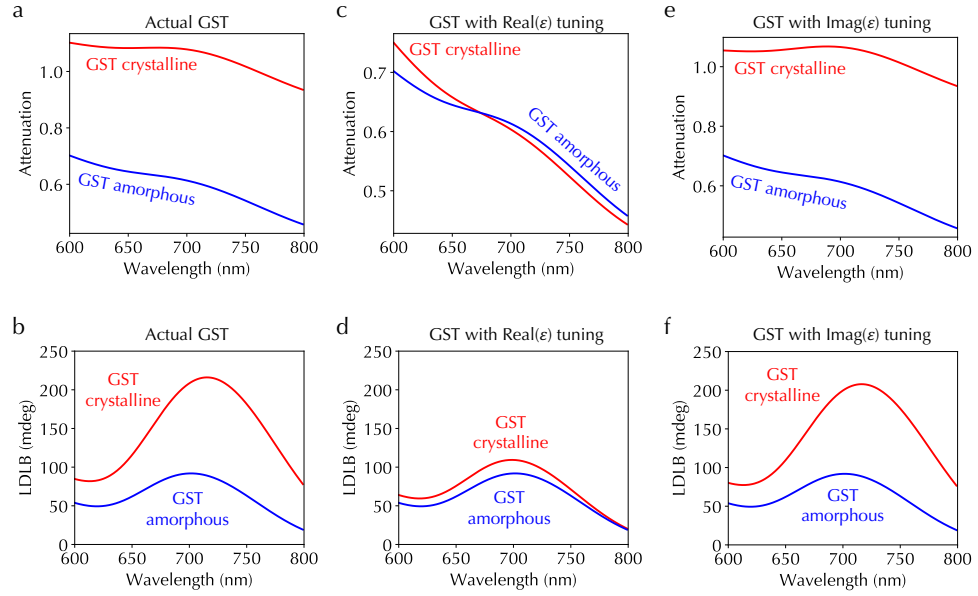 a
Actual GST
Attenuation
1.0
0.6
GST crystalline
GST amorphous
600
650
700
750
800
Wavelength (nm)
c
GST with Real(ε) tuning
Attenuation
0.7
0.6
0.5
GST crystalline
GST amorphous
600
650
700
750
800
Wavelength (nm)
e
GST with Imag(ε) tuning
Attenuation
1.0
0.6
GST crystalline
GST amorphous
600
650
700
750
800
Wavelength (nm)
b
Actual GST
LDLB (mdeg)
250
200
150
100
50
0
GST
crystalline
GST
amorphous
600
650
700
750
800
Wavelength (nm)
d
GST with Real(ε) tuning
LDLB (mdeg)
250
200
150
100
50
0
GST
crystalline
GST
amorphous
600
650
700
750
800
Wavelength (nm)
f
GST with Imag(ε) tuning
LDLB (mdeg)
250
200
150
100
50
0
GST
crystalline
GST
amorphous
600
650
700
750
800
Wavelength (nm)